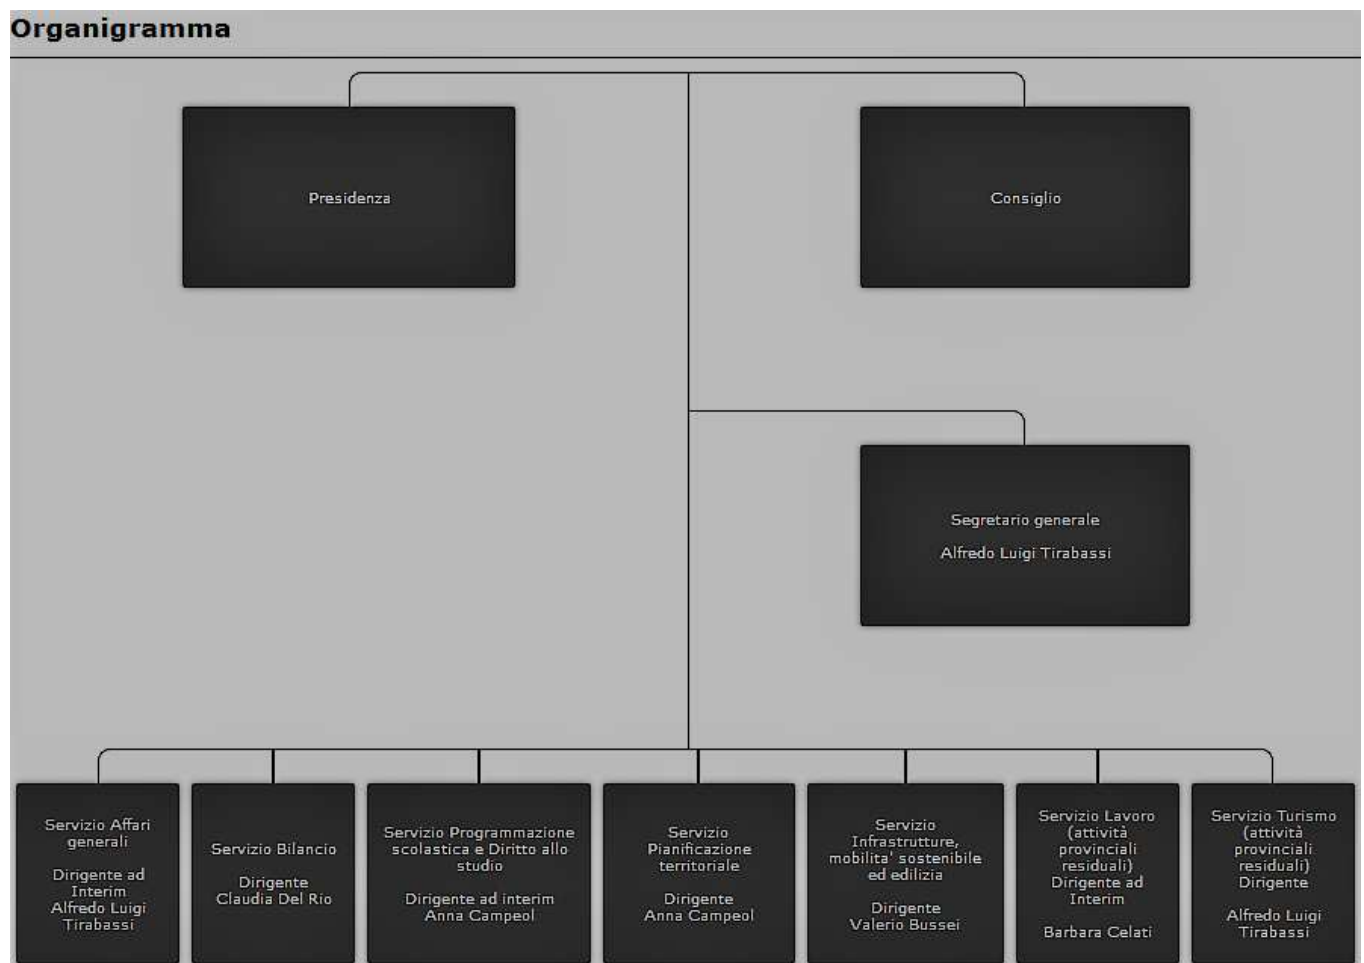 Organigramma
Presidenza
Consiglio
Segretario generale
Alfredo Luigi Tirabassi
Servizio Affari
generali
Dirigente ad
Interim
Alfredo Luigi
Tirabassi
Servizio Bilancio
Dirigente
Claudia Del Rio
Servizio Programmazione
scolastica e Diritto allo
studio
Dirigente ad interim
Anna Campeol
Servizio
Pianificazione
territoriale
Dirigente
Anna Campeol
Servizio
Infrastrutture,
mobilita' sostenibile
ed edilizia
Dirigente
Valerio Bussei
Servizio Lavoro
(attività
provinciali
residuali)
Dirigente ad
Interim
Barbara Celati
Servizio Turismo
(attività
provinciali
residuali)
Dirigente
Alfredo Luigi
Tirabassi